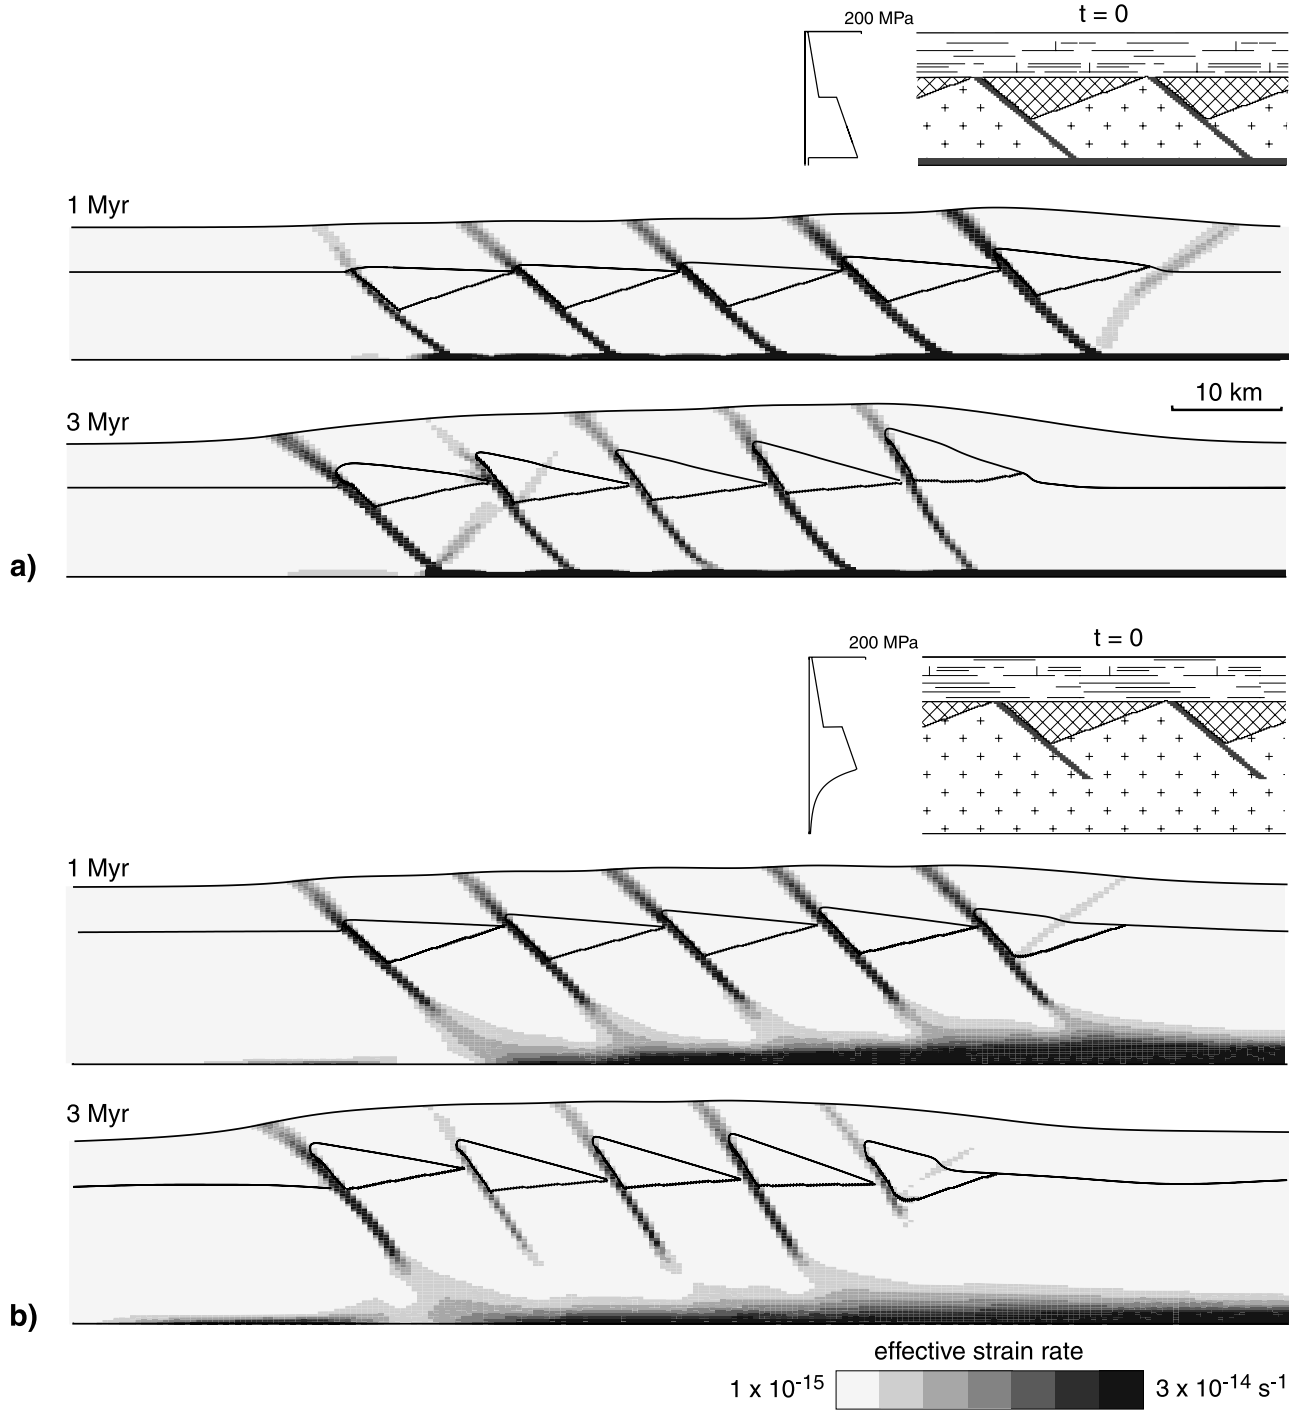 200 MPa
t = 0
1 Myr
10 km
3 Myr
a)
200 MPa
t = 0
1 Myr
3 Myr
b)
effective strain rate
1 x 10⁻¹⁵
3 x 10⁻¹⁴ s⁻¹